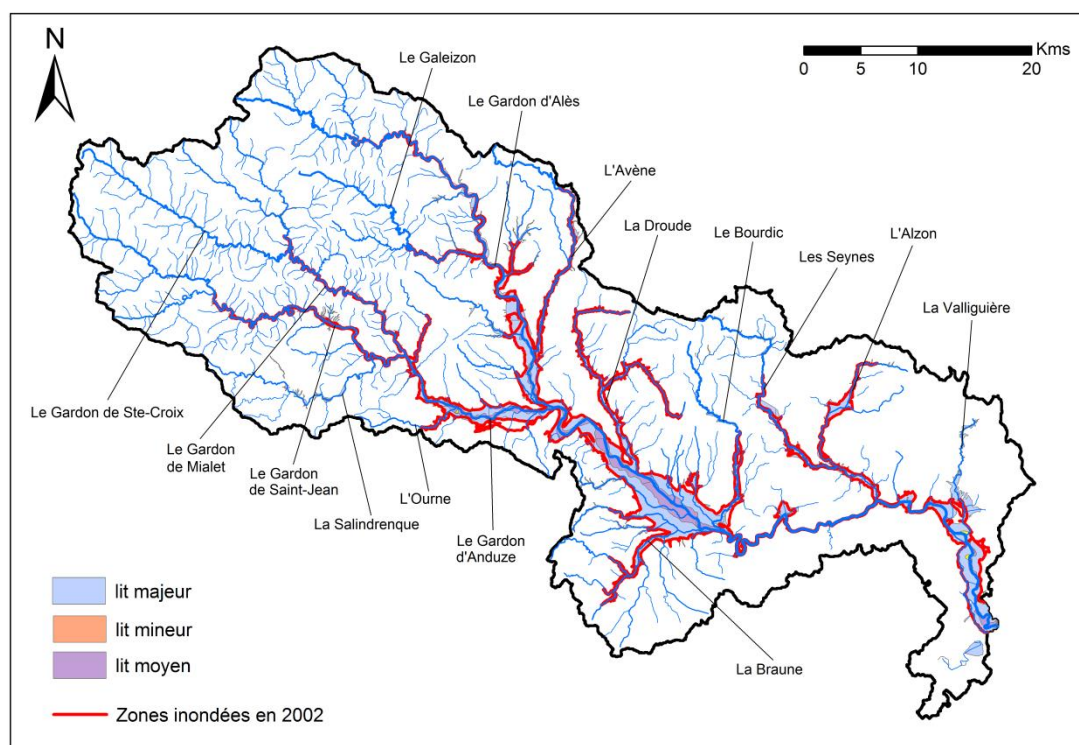 N
Kms
0 5 10 20
Le Galeizon
Le Gardon d'Alès
L'Avène
La Droude
Le Bourdic
L'Alzon
Les Seynes
La Valliguière
Le Gardon de Ste-Croix
Le Gardon
de Mialet
Le Gardon
de Saint-Jean
La Salindrenque
L'Ourne
Le Gardon
d'Anduze
La Braune
lit majeur
lit mineur
lit moyen
Zones inondées en 2002